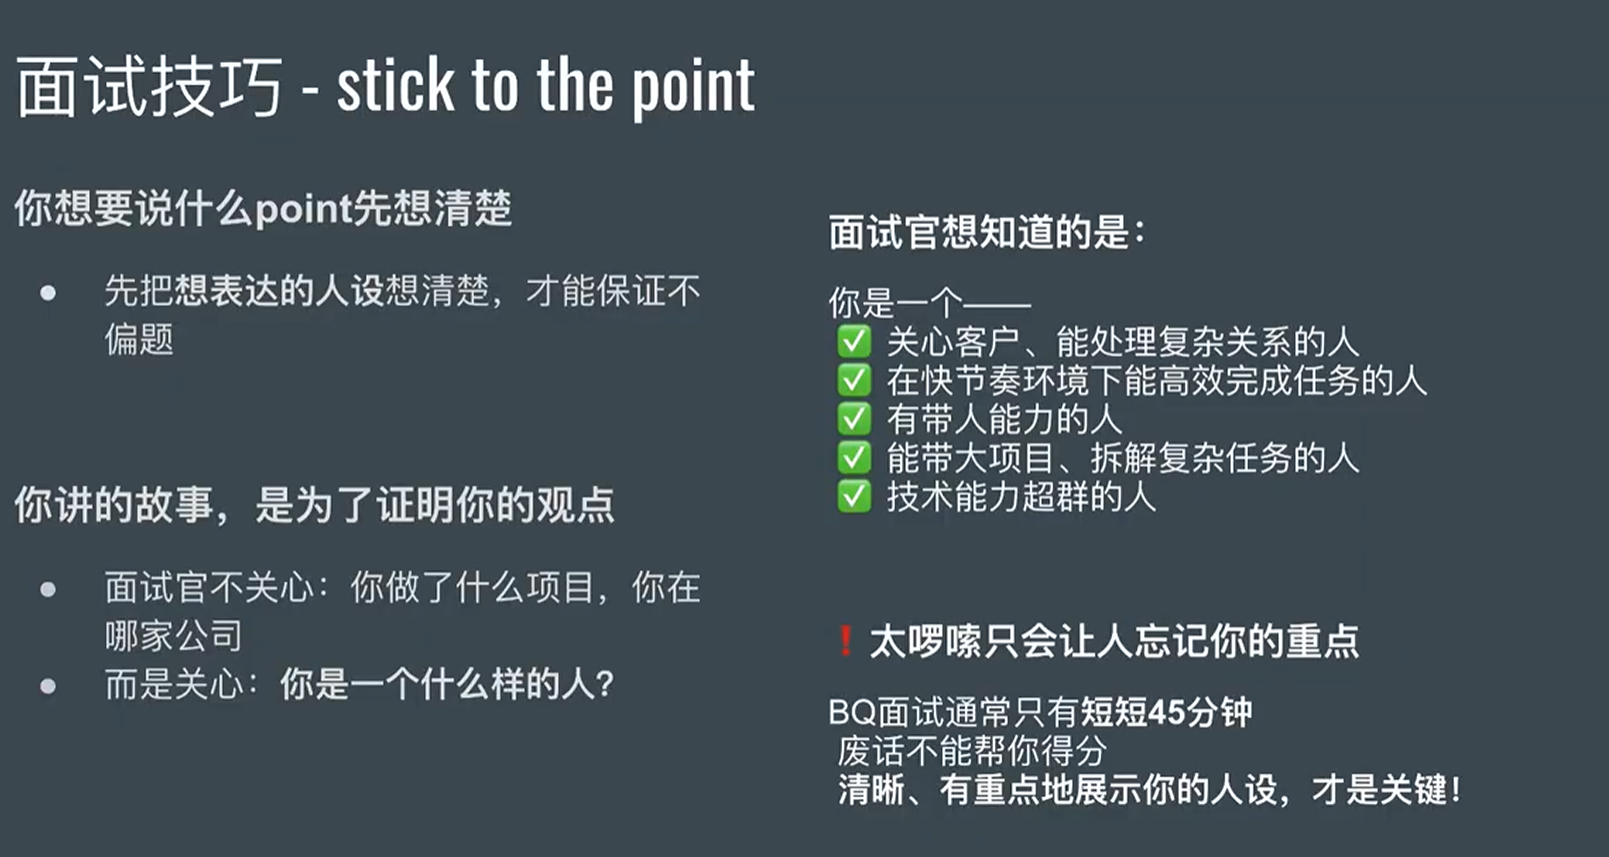 面试技巧 - stick to the point
你想要说什么point先想清楚
● 先把想表达的人设想清楚，才能保证不
偏题
你讲的故事，是为了证明你的观点
● 面试官不关心：你做了什么项目，你在
哪家公司
● 而是关心：你是一个什么样的人？
面试官想知道的是：
你是一个——
✅ 关心客户、能处理复杂关系的人
✅ 在快节奏环境下能高效完成任务的人
✅ 有带人能力的人
✅ 能带大项目、拆解复杂任务的人
✅ 技术能力超群的人
❗太啰嗦只会让人忘记你的重点
BQ面试通常只有短短45分钟
废话不能帮你得分
清晰、有重点地展示你的人设，才是关键！